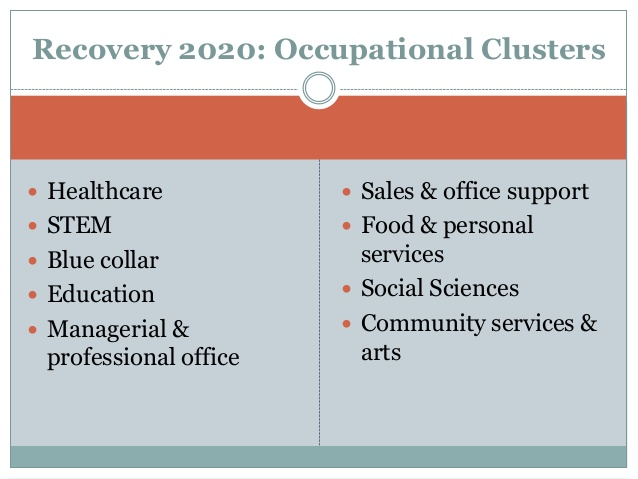 Recovery 2020: Occupational Clusters
• Healthcare
• STEM
• Blue collar
• Education
• Managerial &
professional office
• Sales & office support
• Food & personal
services
• Social Sciences
• Community services &
arts